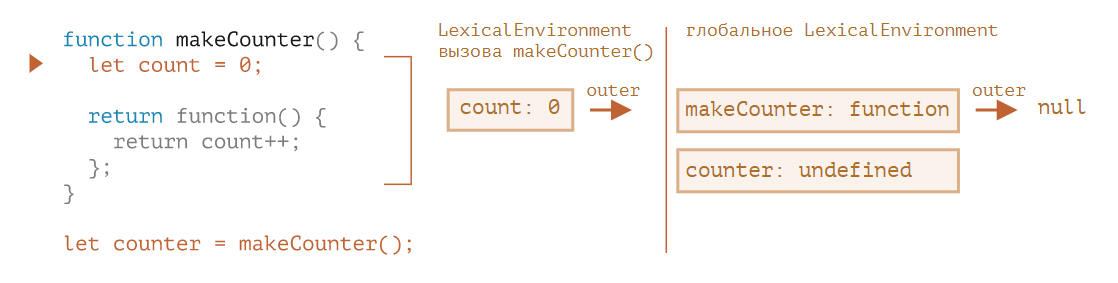 function makeCounter() {
let count = 0;
return function() {
return count++;
};
}
let counter = makeCounter();
LexicalEnvironment
вызова makeCounter()
count: 0
outer
глобальное LexicalEnvironment
makeCounter: function
counter: undefined
outer
null